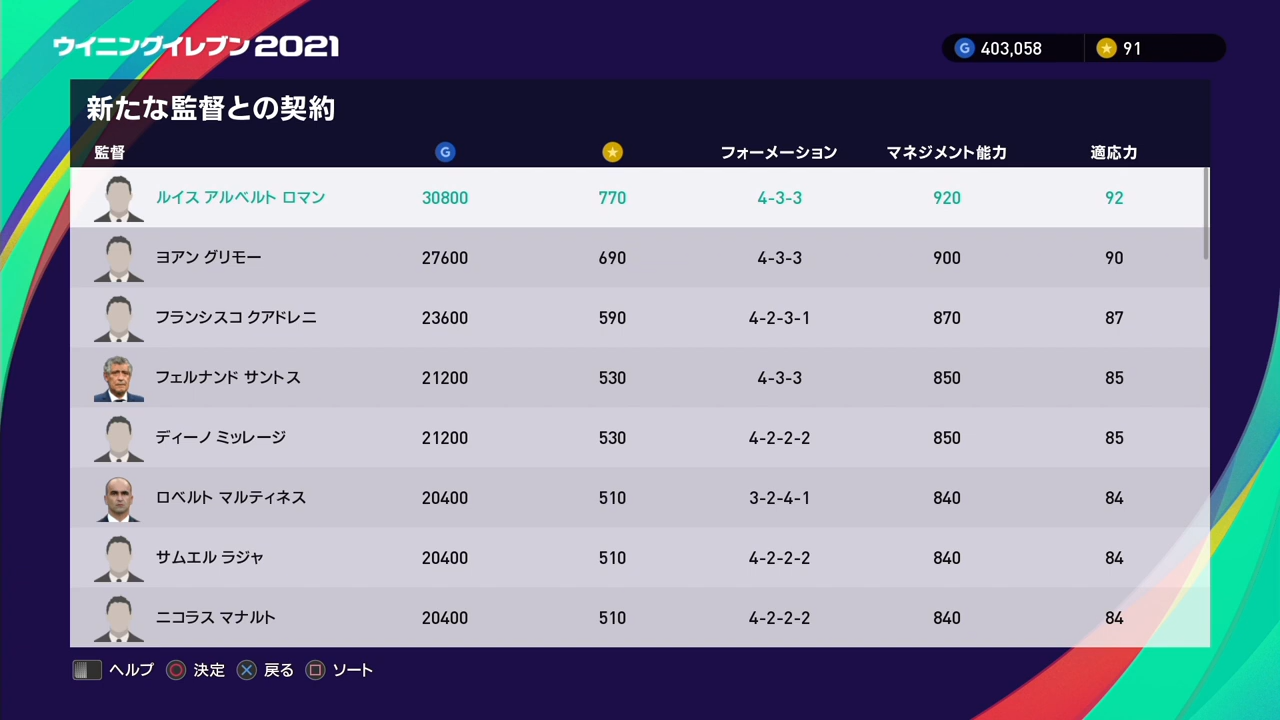 ウイニングイレブン 2021
G 403,058 91
新たな監督との契約
監督 G フォーメーション マネジメント能力 適応力
ルイス アルベルト ロマン 30800 770 4-3-3 920 92
ヨアン グリモー 27600 690 4-3-3 900 90
フランシスコ クアドレニ 23600 590 4-2-3-1 870 87
フェルナンド サントス 21200 530 4-3-3 850 85
ディーノ ミッレージ 21200 530 4-2-2-2 850 85
ロベルト マルティネス 20400 510 3-2-4-1 840 84
サムエル ラジャ 20400 510 4-2-2-2 840 84
ニコラス マナルト 20400 510 4-2-2-2 840 84
ヘルプ 決定 戻る ソート